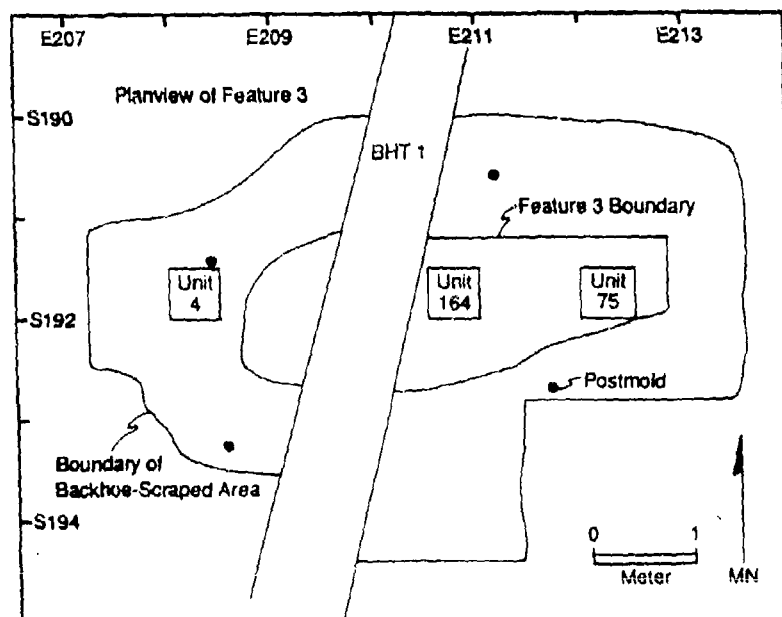 E207
E209
E211
E213
Planview of Feature 3
S190
BHT 1
Feature 3 Boundary
Unit
4
Unit
164
Unit
75
S192
Postmold
Boundary of
Backhoe-Scraped Area
S194
0
1
Meter
MN